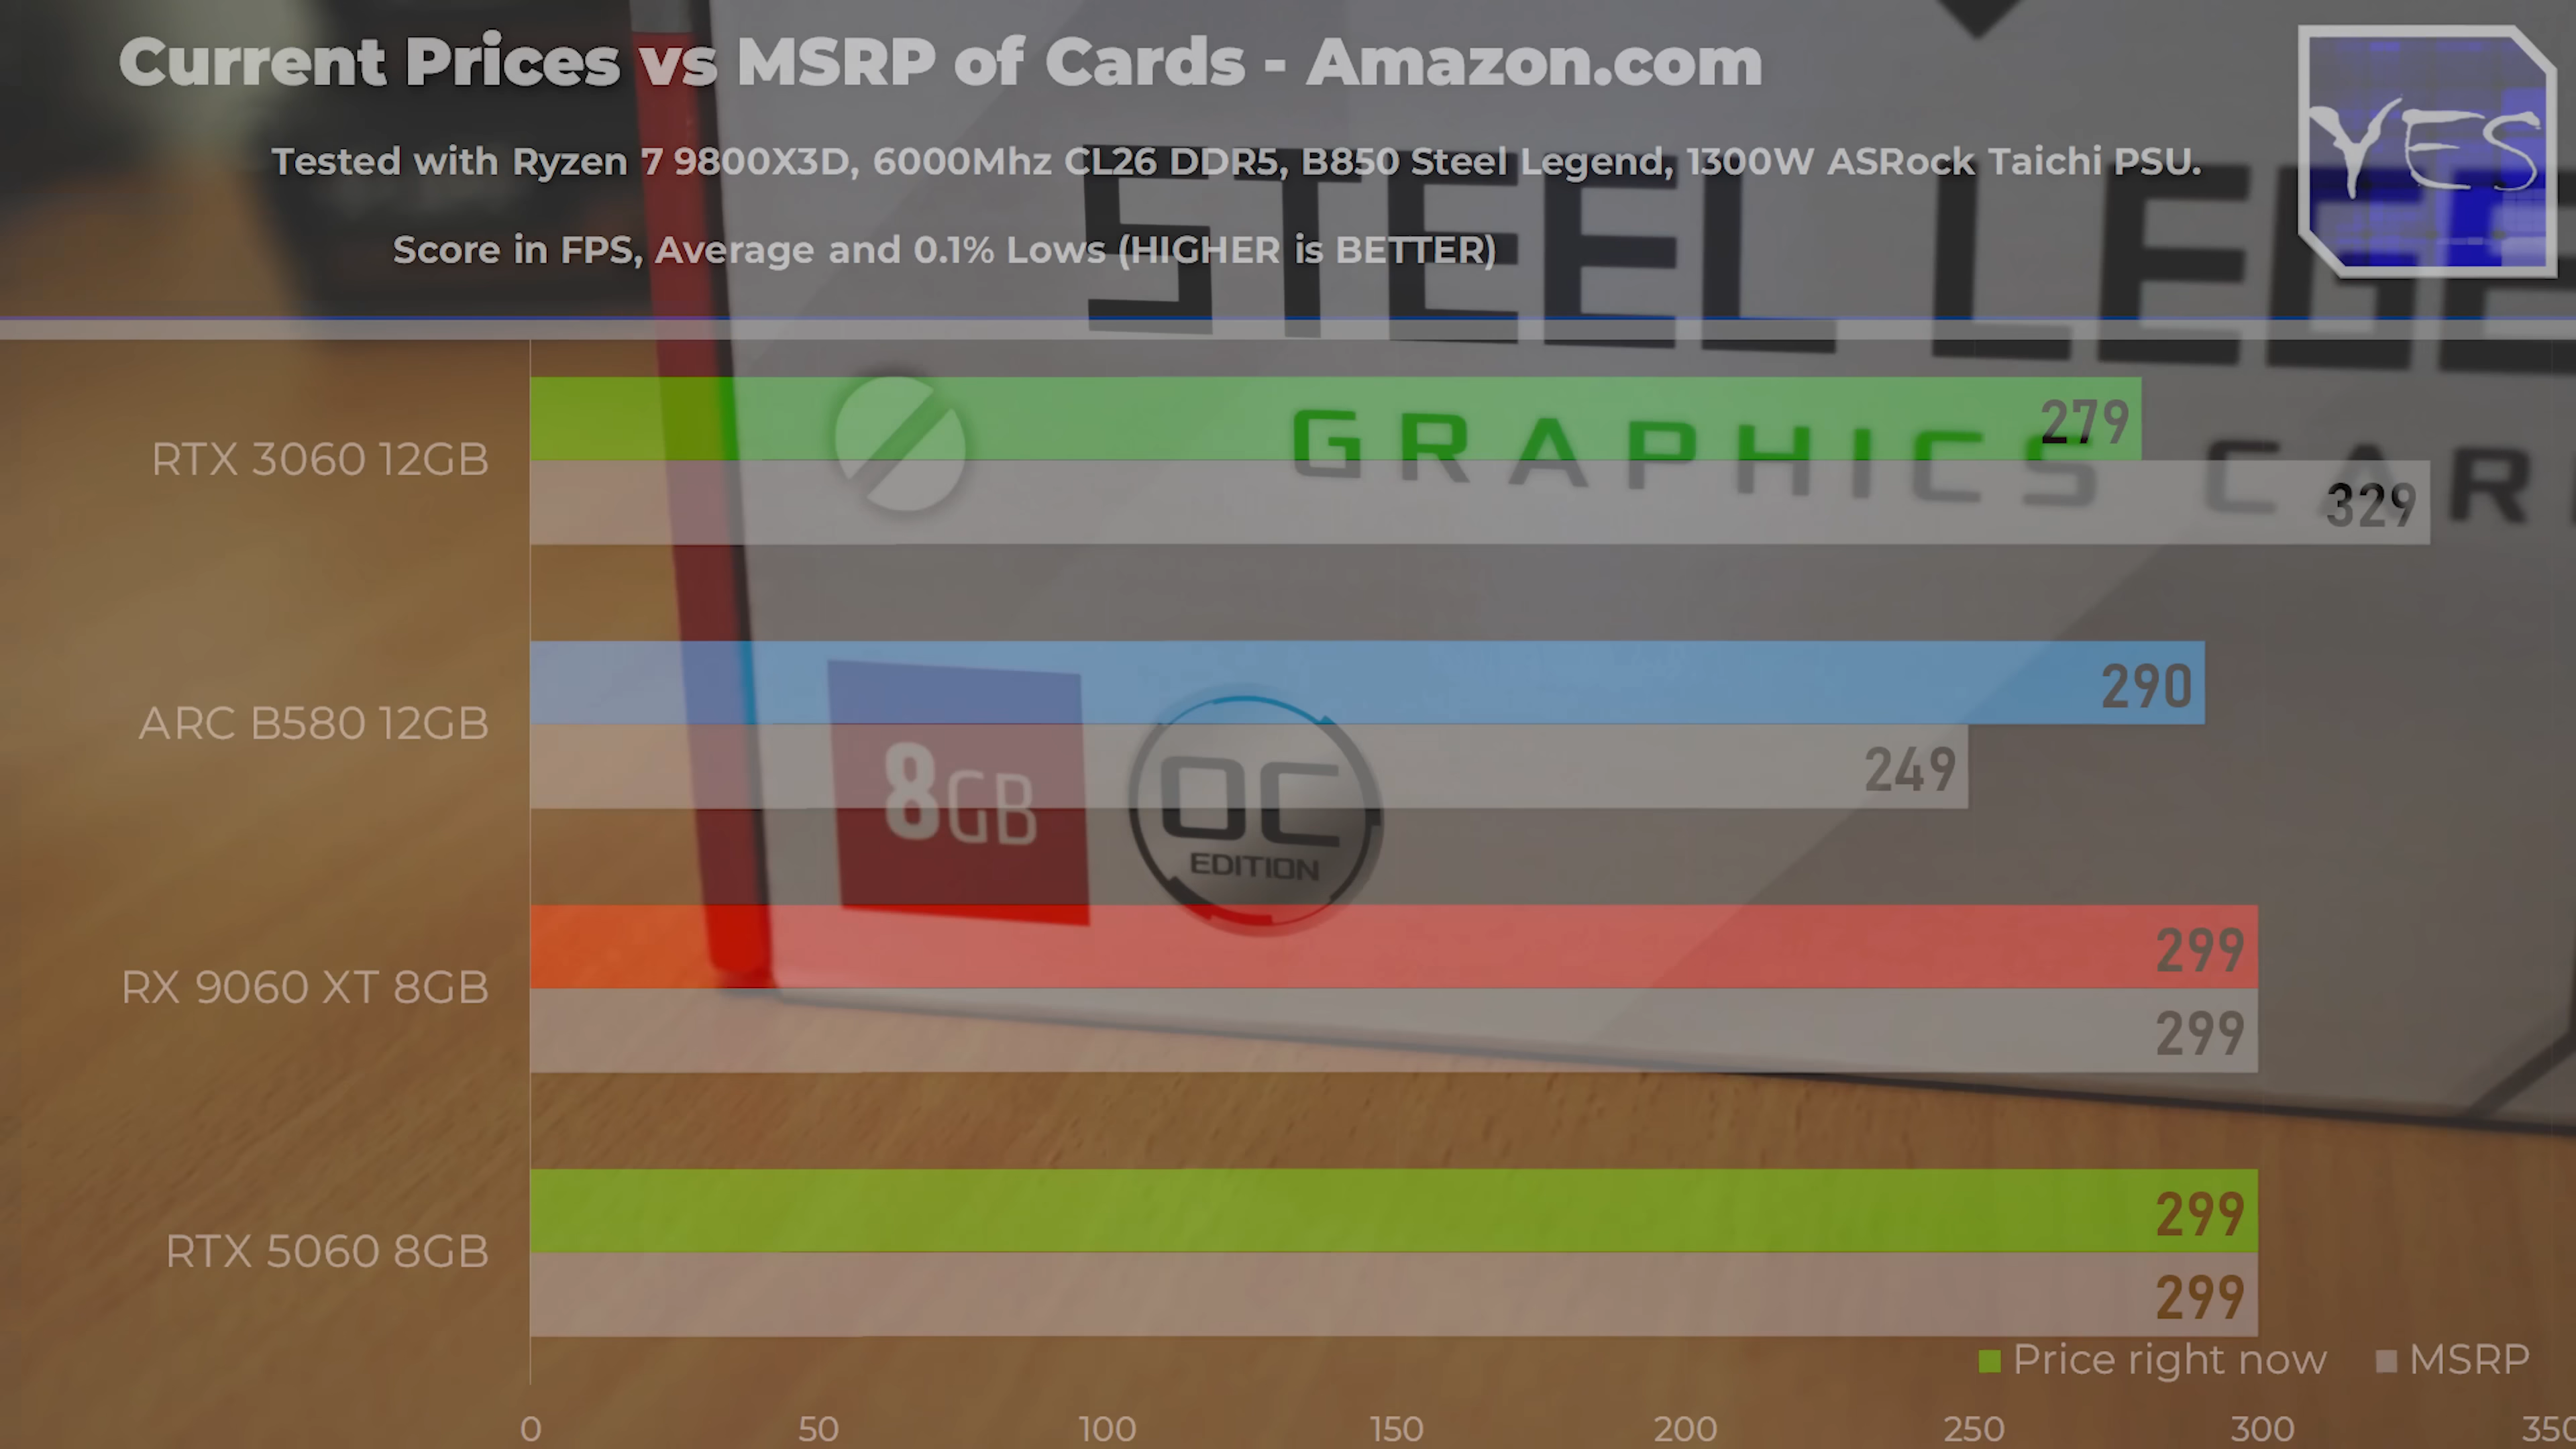 Current Prices vs MSRP of Cards - Amazon.com
YES
Tested with Ryzen 7 9800X3D, 6000Mhz CL26 DDR5, B850 Steel Legend, 1300W ASRock Taichi PSU.
Score in FPS, Average and 0.1% Lows (HIGHER is BETTER)
STEEL LEGE
GRAPHICS CAR
RTX 3060 12GB
279
329
ARC B580 12GB
290
249
8GB
OC
EDITION
RX 9060 XT 8GB
299
299
RTX 5060 8GB
299
299
Price right now MSRP
0 50 100 150 200 250 300 350